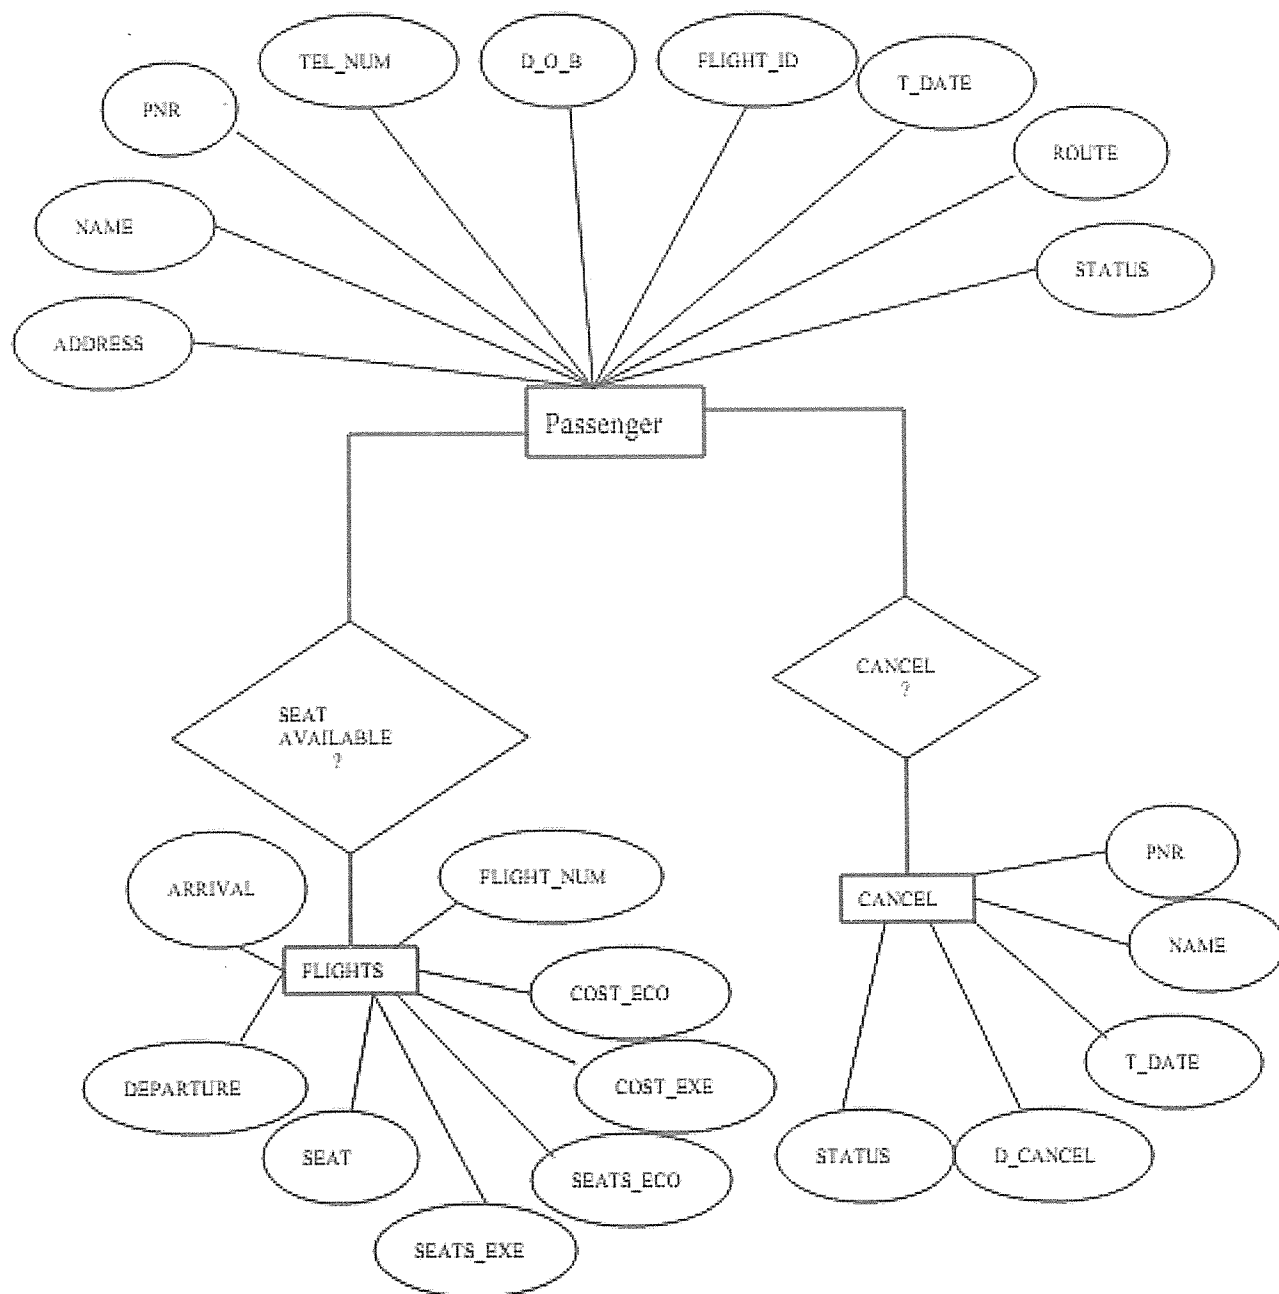 TEL_NUM
D_O_B
FLIGHT_ID
T_DATE
PNR
ROUTE
NAME
STATUS
ADDRESS
Passenger
CANCEL
?
SEAT
AVAILABLE
?
PNR
FLIGHT_NUM
ARRIVAL
CANCEL
NAME
FLIGHTS
COST_ECO
T_DATE
DEPARTURE
COST_EXE
SEAT
STATUS
D_CANCEL
SEATS_ECO
SEATS_EXE